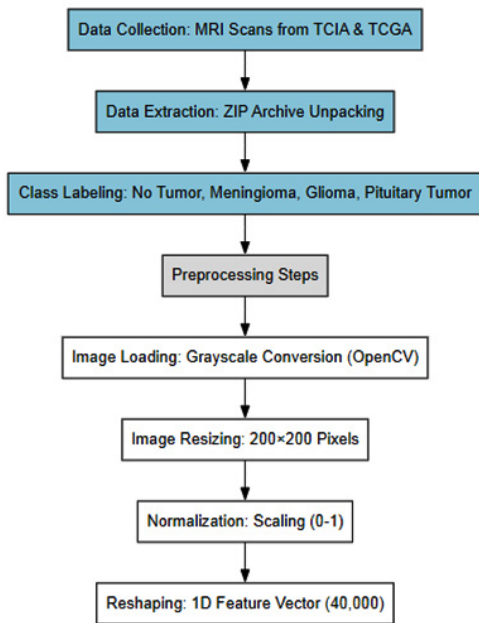 Data Collection: MRI Scans from TCIA & TCGA
Data Extraction: ZIP Archive Unpacking
Class Labeling: No Tumor, Meningioma, Glioma, Pituitary Tumor
Preprocessing Steps
Image Loading: Grayscale Conversion (OpenCV)
Image Resizing: 200×200 Pixels
Normalization: Scaling (0-1)
Reshaping: 1D Feature Vector (40,000)